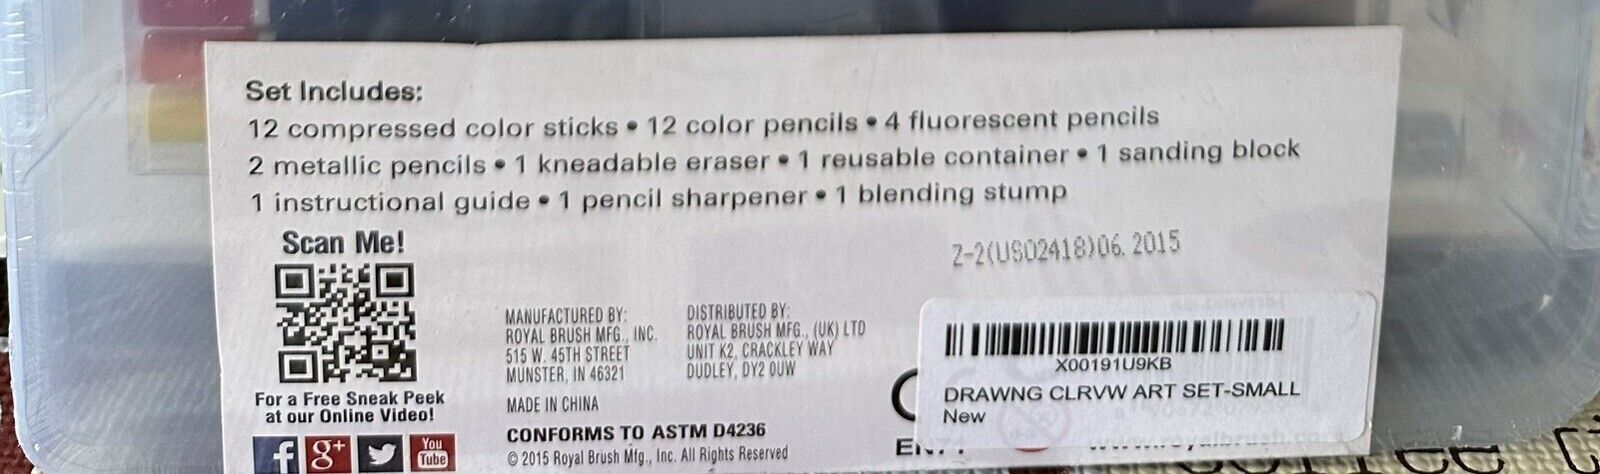 Set Includes:
12 compressed color sticks • 12 color pencils • 4 fluorescent pencils
2 metallic pencils • 1 kneadable eraser • 1 reusable container • 1 sanding block
1 instructional guide • 1 pencil sharpener • 1 blending stump
Scan Me!
For a Free Sneak Peek
at our Online Video!
f g+ You Tube
MANUFACTURED BY:
ROYAL BRUSH MFG., INC.
515 W. 45TH STREET
MUNSTER, IN 46321
MADE IN CHINA
CONFORMS TO ASTM D4236
© 2015 Royal Brush Mfg., Inc. All Rights Reserved
DISTRIBUTED BY:
ROYAL BRUSH MFG., (UK) LTD
UNIT K2, CRACKLEY WAY
DUDLEY, DY2 0UW
Z-2(US02418)06. 2015
X00191U9KB
DRAWNG CLRVW ART SET-SMALL
New